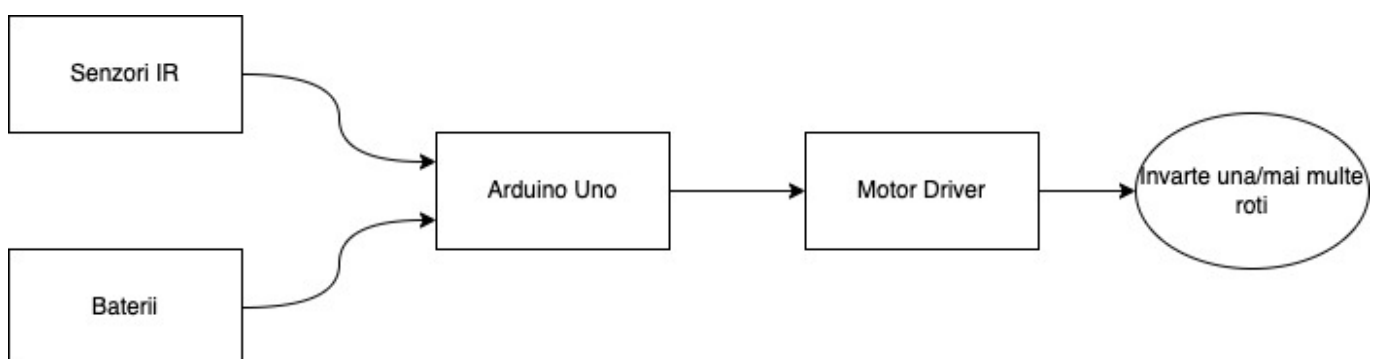 Senzori IR
Arduino Uno
Motor Driver
Invarte una/mai multe
roti
Baterii